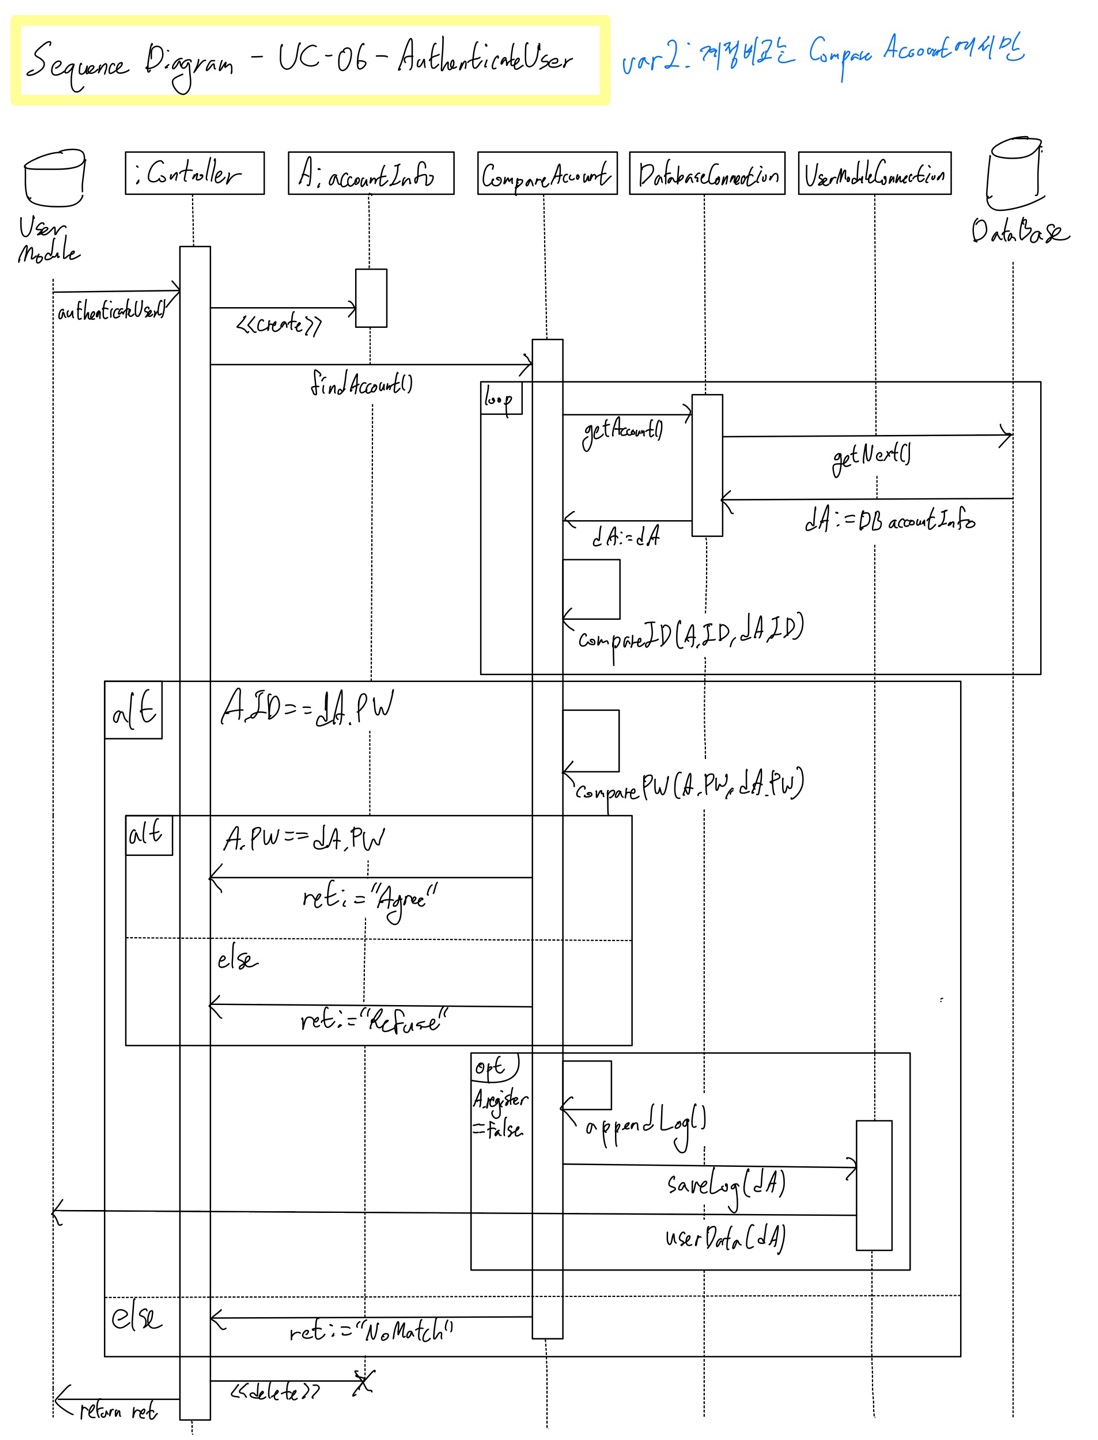 Sequence Diagram - UC-06-AuthenticateUser
var2: 계정비교는 Compare Account에서만
User
Module
:Controller
A:accountInfo
CompareAccount
DatabaseConnection
UserModuleConnection
DataBase
authenticateUser()
<<create>>
findAccount()
loop
getAccount()
getNext()
dA:=DB accountInfo
dA:=dA
compareID(A.ID, dA.ID)
alt
A.ID==dA.PW
comparePW(A.PW, dA.PW)
alt
A.PW==dA.PW
ret:="Agree"
else
ret:="Refuse"
opt
A.register
=false
appendLog()
saveLog(dA)
userData(dA)
else
ret:="NoMatch"
<<delete>>
return ret